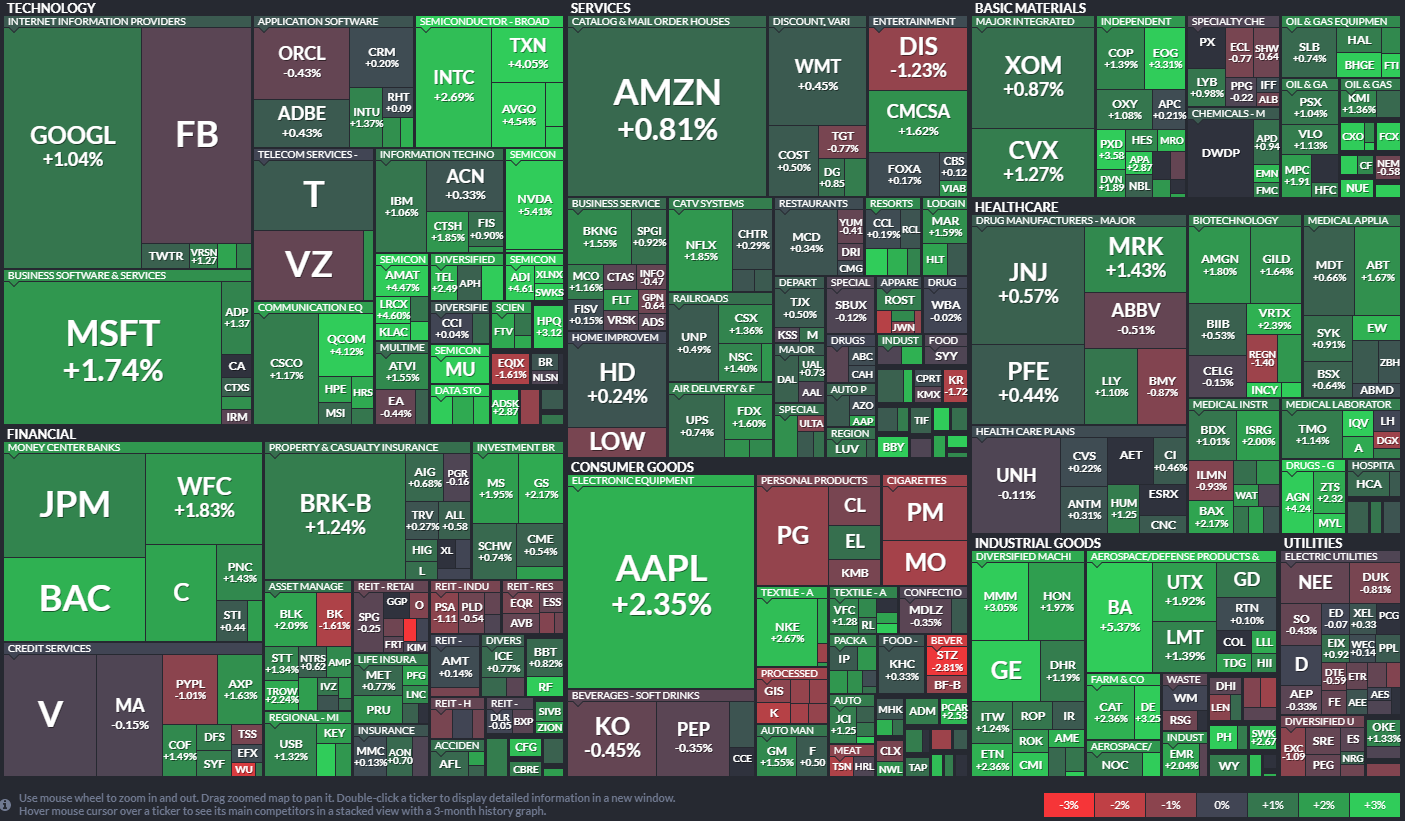 TECHNOLOGY
INTERNET INFORMATION PROVIDERS
GOOGL
+1.04%
FB
TWTR
VRSN
+1.27
APPLICATION SOFTWARE
ORCL
-0.43%
CRM
+0.20%
ADBE
+0.43%
INTU
+1.37%
RHT
+0.09
SEMICONDUCTOR - BROAD
INTC
+2.69%
TXN
+4.05%
AVGO
+4.54%
TELECOM SERVICES -
T
VZ
INFORMATION TECHNO
IBM
+1.06%
ACN
+0.33%
CTSH
+1.85%
FIS
+0.90%
SEMICON
NVDA
+5.41%
BUSINESS SOFTWARE & SERVICES
MSFT
+1.74%
ADP
+1.37
CA
CTXS
IRM
COMMUNICATION EQ
CSCO
+1.17%
QCOM
+4.12%
HPE
HRS
MSI
SEMICON
AMAT
+4.47%
LRCX
+4.60%
KLAC
DIVERSIFIED
TEL
+2.49
APH
SEMICON
ADI
+4.61
XLNX
SWKS
DIVERSIFIE
CCI
+0.04%
SCIEN
FTV
HPQ
+3.12
MULTIME
ATVI
+1.55%
EA
-0.44%
SEMICON
MU
EQIX
-1.61%
BR
NLSN
DATA STO
ADSK
+2.87
SERVICES
CATALOG & MAIL ORDER HOUSES
AMZN
+0.81%
DISCOUNT, VARI
WMT
+0.45%
COST
+0.50%
TGT
-0.77%
DG
+0.85
ENTERTAINMENT
DIS
-1.23%
CMCSA
+1.62%
FOXA
+0.17%
CBS
+0.12
VIAB
BUSINESS SERVICE
BKNG
+1.55%
SPGI
+0.92%
MCO
+1.16%
CTAS
INFO
-0.47
FLT
GPN
-0.64
FISV
+0.15%
VRSK
ADS
CATV SYSTEMS
NFLX
+1.85%
CHTR
+0.29%
RESTAURANTS
MCD
+0.34%
YUM
-0.41
DRI
CMG
RESORTS
CCL
+0.19%
RCL
LODGIN
MAR
+1.59%
HLT
RAILROADS
UNP
+0.49%
CSX
+1.36%
NSC
+1.40%
DEPART
TJX
+0.50%
KSS
M
SPECIAL
SBUX
-0.12%
APPARE
ROST
JWN
DRUG
WBA
-0.02%
HOME IMPROVEM
HD
+0.24%
LOW
MAJOR
DAL
UAL
+0.73
AAL
DRUGS
ABC
CAH
INDUST
FOOD
SYY
AIR DELIVERY & F
UPS
+0.74%
FDX
+1.60%
SPECIAL
ULTA
AUTO P
AZO
AAP
CPRT
KMX
KR
-1.72
REGION
LUV
TIF
BBY
BASIC MATERIALS
MAJOR INTEGRATED
XOM
+0.87%
CVX
+1.27%
INDEPENDENT
COP
+1.39%
EOG
+3.31%
OXY
+1.08%
APC
+0.21%
PXD
+3.58
HES
MRO
APA
+2.87
DVN
+1.89
NBL
SPECIALTY CHE
PX
ECL
-0.77
SHW
-0.64
LYB
+0.98%
PPG
-0.22
IFF
ALB
CHEMICALS - M
DWDP
APD
+0.94
EMN
FMC
OIL & GAS EQUIPMEN
SLB
+0.74%
HAL
BHGE
FTI
OIL & GA
PSX
+1.04%
VLO
+1.13%
MPC
+1.91
HFC
OIL & GAS
KMI
+1.36%
CXO
FCX
CF
NEM
-0.58
NUE
HEALTHCARE
DRUG MANUFACTURERS - MAJOR
JNJ
+0.57%
MRK
+1.43%
ABBV
-0.51%
PFE
+0.44%
LLY
+1.10%
BMY
-0.87%
BIOTECHNOLOGY
AMGN
+1.80%
GILD
+1.64%
BIIB
+0.53%
VRTX
+2.39%
CELG
-0.15%
REGN
-1.40
INCY
MEDICAL APPLIA
MDT
+0.66%
ABT
+1.67%
SYK
+0.91%
EW
BSX
+0.64%
ZBH
ABMD
HEALTH CARE PLANS
UNH
-0.11%
CVS
+0.22%
AET
CI
+0.46%
ANTM
+0.31%
HUM
+1.25
ESRX
CNC
MEDICAL INSTR
BDX
+1.01%
ISRG
+2.00%
ILMN
-0.93%
WAT
BAX
+2.17%
MEDICAL LABORATOR
TMO
+1.14%
IQV
LH
A
DGX
DRUGS - G
AGN
+4.24
ZTS
+2.32
MYL
HOSPITA
HCA
FINANCIAL
MONEY CENTER BANKS
JPM
WFC
+1.83%
BAC
C
PNC
+1.43%
STI
+0.44
PROPERTY & CASUALTY INSURANCE
BRK-B
+1.24%
AIG
+0.68%
PGR
-0.16
TRV
+0.27%
ALL
+0.58
HIG
XL
L
INVESTMENT BR
MS
+1.95%
GS
+2.17%
SCHW
+0.74%
CME
+0.54%
CREDIT SERVICES
V
MA
-0.15%
PYPL
-1.01%
AXP
+1.63%
COF
+1.49%
DFS
TSS
EFX
SYF
WU
ASSET MANAGE
BLK
+2.09%
BK
-1.61%
STT
+1.34%
NTRS
+0.62
AMP
TROW
+2.24%
IVZ
REGIONAL - MI
USB
+1.32%
KEY
REIT - RETAI
SPG
-0.25
GGP
O
FRT
KIM
LIFE INSURA
MET
+0.77%
PFG
LNC
PRU
INSURANCE
MMC
+0.13%
AON
+0.70
REIT - INDU
PSA
-1.11
PLD
-0.54
REIT - RES
EQR
ESS
AVB
REIT -
AMT
+0.14%
DIVERS
ICE
+0.77%
BBT
+0.82%
RF
REIT - H
REIT -
DLR
-0.05
BXP
SIVB
ZION
ACCIDEN
AFL
CFG
CBRE
CONSUMER GOODS
ELECTRONIC EQUIPMENT
AAPL
+2.35%
PERSONAL PRODUCTS
PG
CL
EL
KMB
CIGARETTES
PM
MO
BEVERAGES - SOFT DRINKS
KO
-0.45%
PEP
-0.35%
CCE
TEXTILE - A
NKE
+2.67%
TEXTILE - A
VFC
+1.28
RL
CONFECTIO
MDLZ
-0.35%
PROCESSED
GIS
K
PACKA
IP
FOOD -
KHC
+0.33%
BEVER
STZ
-2.81%
BF-B
AUTO
JCI
+1.25
MHK
ADM
PCAR
+2.53
AUTO MAN
GM
+1.55%
F
+0.50
MEAT
TSN
HRL
CLX
NWL
TAP
INDUSTRIAL GOODS
DIVERSIFIED MACHI
MMM
+3.05%
HON
+1.97%
GE
DHR
+1.19%
ITW
+1.24%
ROP
IR
ROK
AME
ETN
+2.36%
CMI
AEROSPACE/DEFENSE PRODUCTS &
BA
+5.37%
UTX
+1.92%
GD
RTN
+0.10%
LMT
+1.39%
COL
LLL
TDG
HII
FARM & CO
CAT
+2.36%
DE
+3.25
WASTE
WM
RSG
DHI
LEN
AEROSPACE/
NOC
INDUST
EMR
+2.04%
PH
SWK
+2.67
WY
UTILITIES
ELECTRIC UTILITIES
NEE
DUK
-0.81%
SO
-0.43%
ED
-0.07
XEL
+0.33
PCG
D
EIX
+0.92
WEC
+0.14
PPL
DTE
-0.59
ETR
AEP
-0.33%
FE
AEE
AES
DIVERSIFIED U
EXC
-1.09
SRE
ES
OKE
+1.33%
PEG
NRG
Use mouse wheel to zoom in and out. Drag zoomed map to pan it. Double-click a ticker to display detailed information in a new window.
Hover mouse cursor over a ticker to see its main competitors in a stacked view with a 3-month history graph.
-3% -2% -1% 0% +1% +2% +3%